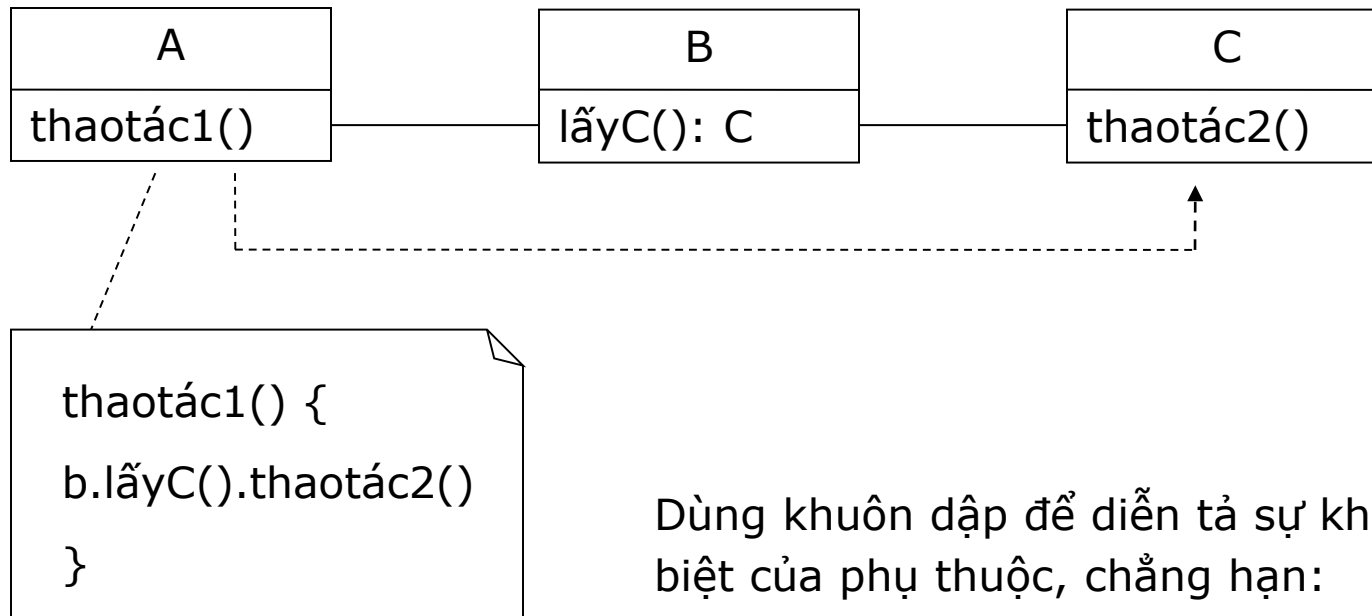 A
thaotác1()
B
lấyC(): C
C
thaotác2()
thaotác1() {
b.lấyC().thaotác2()
}
Dùng khuôn dập để diễn tả sự
biệt của phụ thuộc, chẳng hạn: